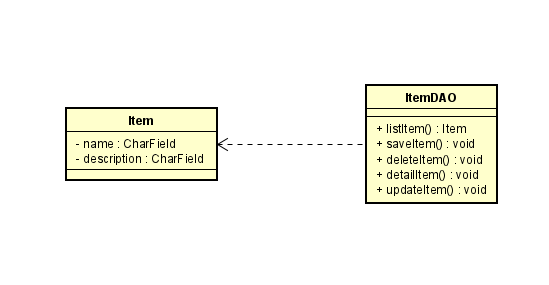 Item
- name : CharField
- description : CharField
ItemDAO
+ listItem() : Item
+ saveItem() : void
+ deleteItem() : void
+ detailItem() : void
+ updateItem() : void